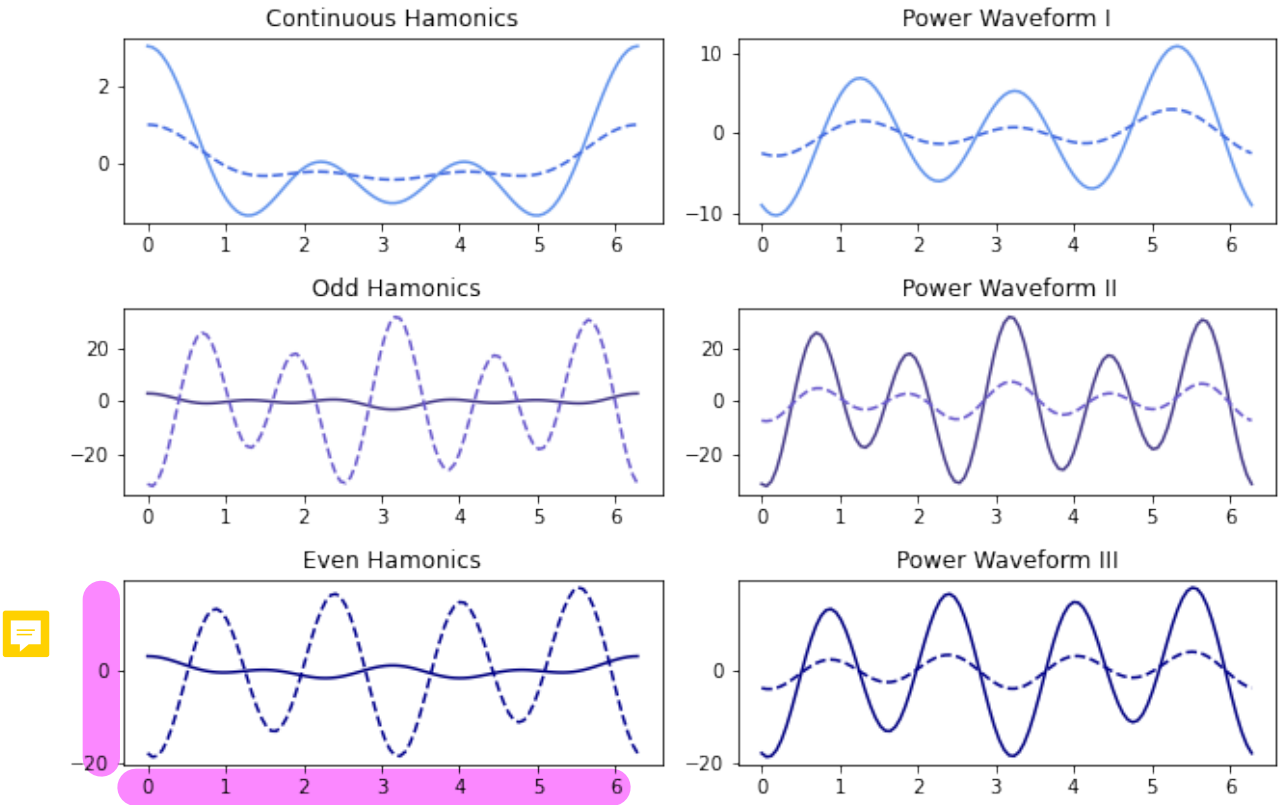 Continuous Hamonics
2
0
0 1 2 3 4 5 6
Power Waveform I
10
0
−10
0 1 2 3 4 5 6
Odd Hamonics
20
0
−20
0 1 2 3 4 5 6
Power Waveform II
20
0
−20
0 1 2 3 4 5 6
Even Hamonics
0
−20
0 1 2 3 4 5 6
Power Waveform III
0
−20
0 1 2 3 4 5 6